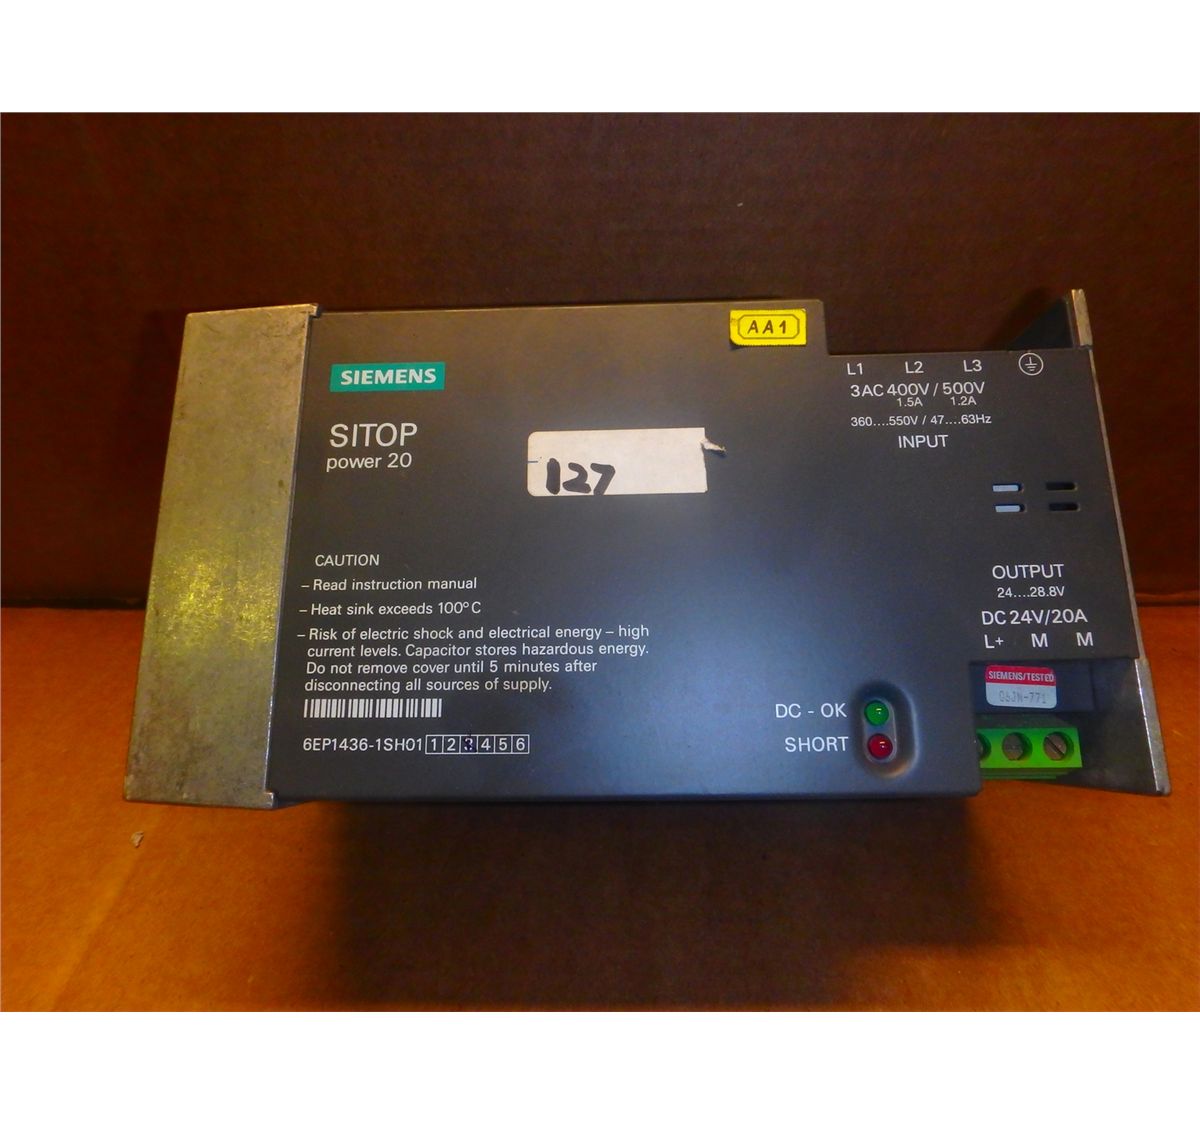 AA1
SIEMENS
SITOP
power 20
127
L1 L2 L3
3AC 400V / 500V
1.5A 1.2A
360....550V / 47....63Hz
INPUT
CAUTION
– Read instruction manual
– Heat sink exceeds 100°C
– Risk of electric shock and electrical energy – high
current levels. Capacitor stores hazardous energy.
Do not remove cover until 5 minutes after
disconnecting all sources of supply.
6EP1436-1SH01 1 2 3 4 5 6
OUTPUT
24....28.8V
DC 24V/20A
L+ M M
SIEMENS/TESTED
06JN-771
DC - OK
SHORT